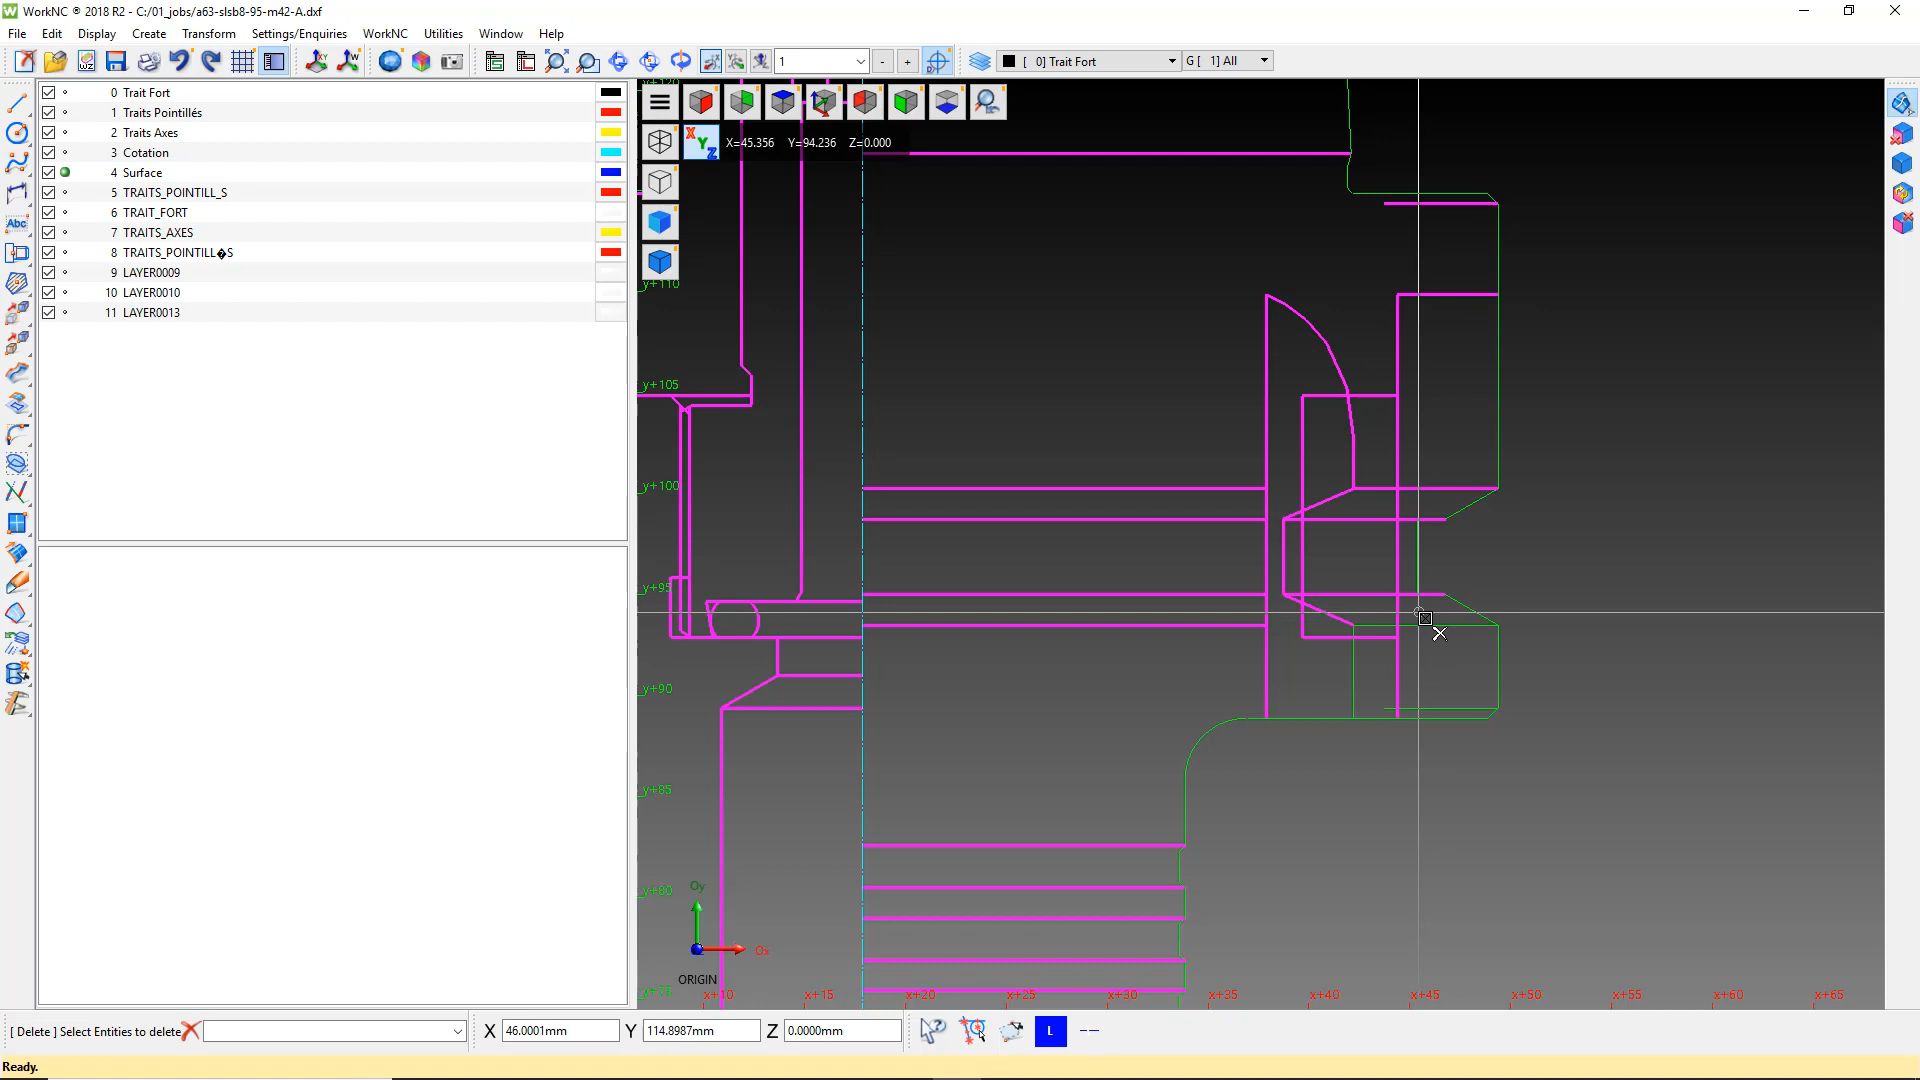 WorkNC ® 2018 R2 - C:/01_jobs/a63-slsb8-95-m42-A.dxf
File Edit Display Create Transform Settings/Enquiries WorkNC Utilities Window Help
1 - + [ 0] Trait Fort G [ 1] All
0 Trait Fort
1 Traits Pointillés
2 Traits Axes
3 Cotation
4 Surface
5 TRAITS_POINTILL_S
6 TRAIT_FORT
7 TRAITS_AXES
8 TRAITS_POINTILL�S
9 LAYER0009
10 LAYER0010
11 LAYER0013
Abc
X Y Z X=45.356 Y=94.236 Z=0.000
y+120
y+110
y+105
y+100
y+95
y+90
y+85
y+80
y+75
Oy
Ox
ORIGIN
x+10 x+15 x+20 x+25 x+30 x+35 x+40 x+45 x+50 x+55 x+60 x+65
[ Delete ] Select Entities to delete X 46.0001mm Y 114.8987mm Z 0.0000mm L
Ready.